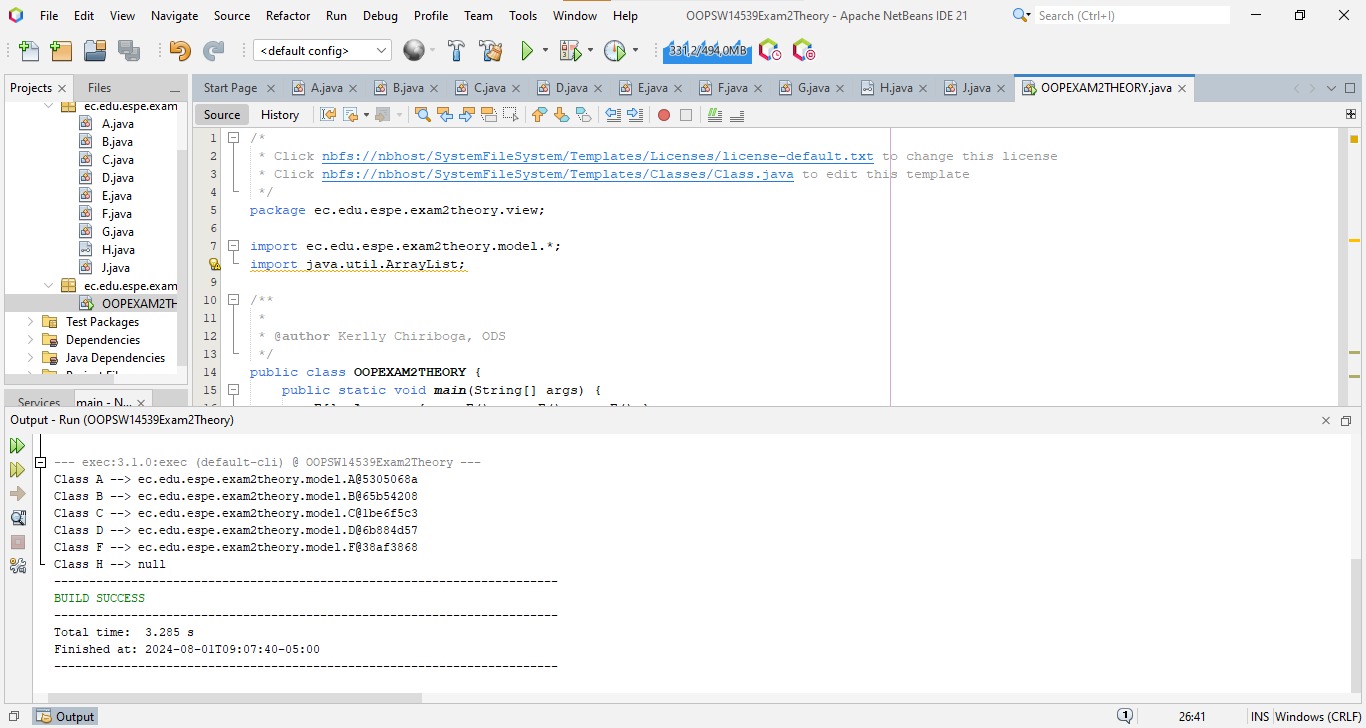 File Edit View Navigate Source Refactor Run Debug Profile Team Tools Window Help OOPSW14539Exam2Theory - Apache NetBeans IDE 21 Search (Ctrl+I)
<default config> 331,2/494,0MB
Projects Files
Start Page A.java B.java C.java D.java E.java F.java G.java H.java J.java OOPEXAM2THEORY.java
ec.edu.espe.exam
A.java
B.java
C.java
D.java
E.java
F.java
G.java
H.java
J.java
ec.edu.espe.exam
OOPEXAM2TH
Test Packages
Dependencies
Java Dependencies
Services main - N...
Source History
1 /*
2 * Click nbfs://nbhost/SystemFileSystem/Templates/Licenses/license-default.txt to change this license
3 * Click nbfs://nbhost/SystemFileSystem/Templates/Classes/Class.java to edit this template
4 */
5 package ec.edu.espe.exam2theory.view;
6
7 import ec.edu.espe.exam2theory.model.*;
import java.util.ArrayList;
9
10 /**
11 *
12 * @author Kerlly Chiriboga, ODS
13 */
14 public class OOPEXAM2THEORY {
15 public static void main(String[] args) {
Output - Run (OOPSW14539Exam2Theory)
--- exec:3.1.0:exec (default-cli) @ OOPSW14539Exam2Theory ---
Class A --> ec.edu.espe.exam2theory.model.A@5305068a
Class B --> ec.edu.espe.exam2theory.model.B@65b54208
Class C --> ec.edu.espe.exam2theory.model.C@1be6f5c3
Class D --> ec.edu.espe.exam2theory.model.D@6b884d57
Class F --> ec.edu.espe.exam2theory.model.F@38af3868
Class H --> null
------------------------------------------------------------------------
BUILD SUCCESS
------------------------------------------------------------------------
Total time:  3.285 s
Finished at: 2024-08-01T09:07:40-05:00
------------------------------------------------------------------------
Output 1 26:41 INS Windows (CRLF)